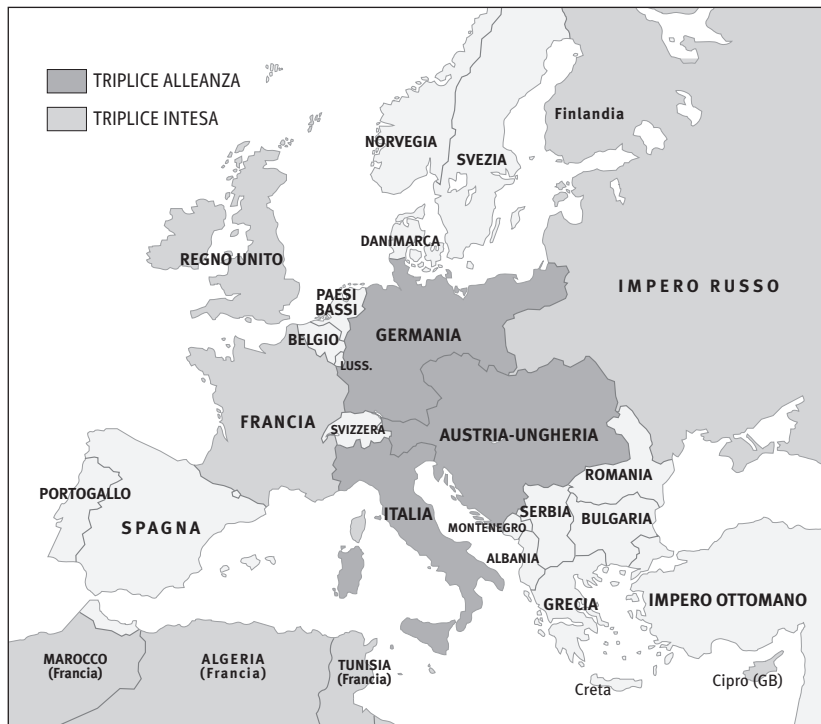 TRIPLICE ALLEANZA
TRIPLICE INTESA
Finlandia
NORVEGIA
SVEZIA
DANIMARCA
REGNO UNITO
IMPERO RUSSO
PAESI
BASSI
BELGIO
GERMANIA
LUSS.
FRANCIA
SVIZZERA
AUSTRIA-UNGHERIA
ROMANIA
PORTOGALLO
SPAGNA
ITALIA
SERBIA
BULGARIA
MONTENEGRO
ALBANIA
GRECIA
IMPERO OTTOMANO
MAROCCO
(Francia)
ALGERIA
(Francia)
TUNISIA
(Francia)
Creta
Cipro (GB)